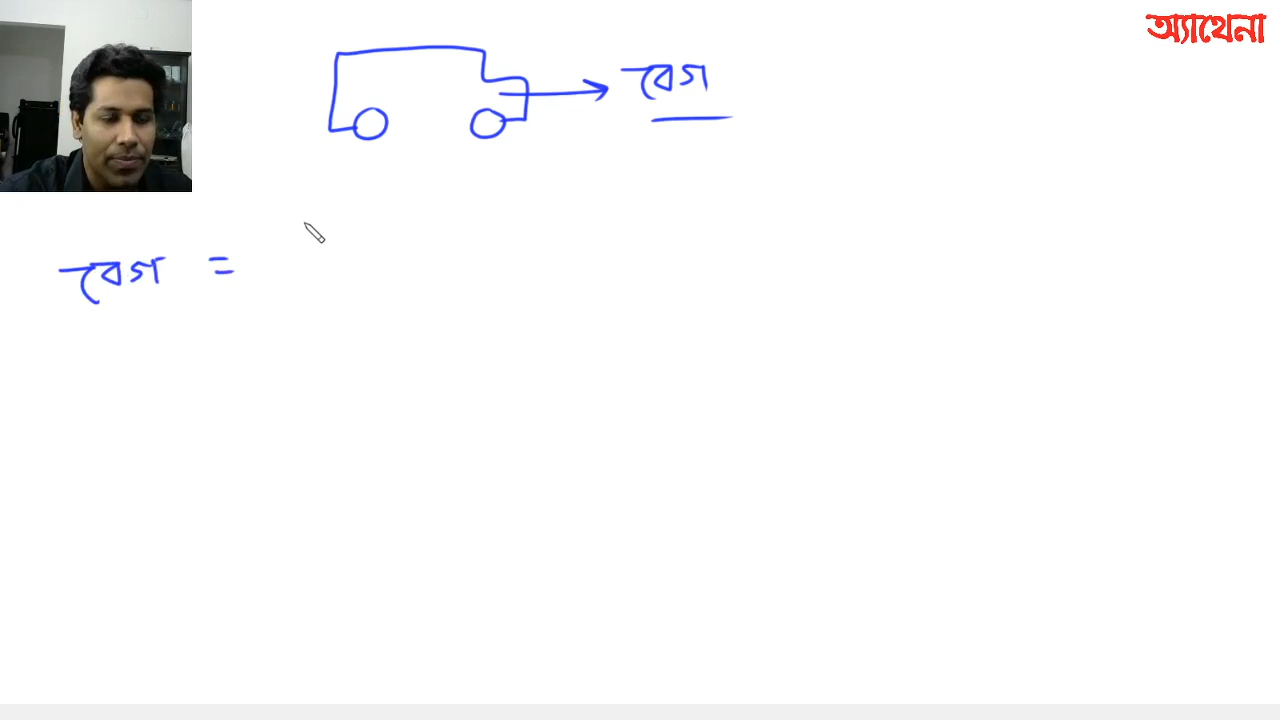 অ্যাথেনা
বেগ
বেগ =